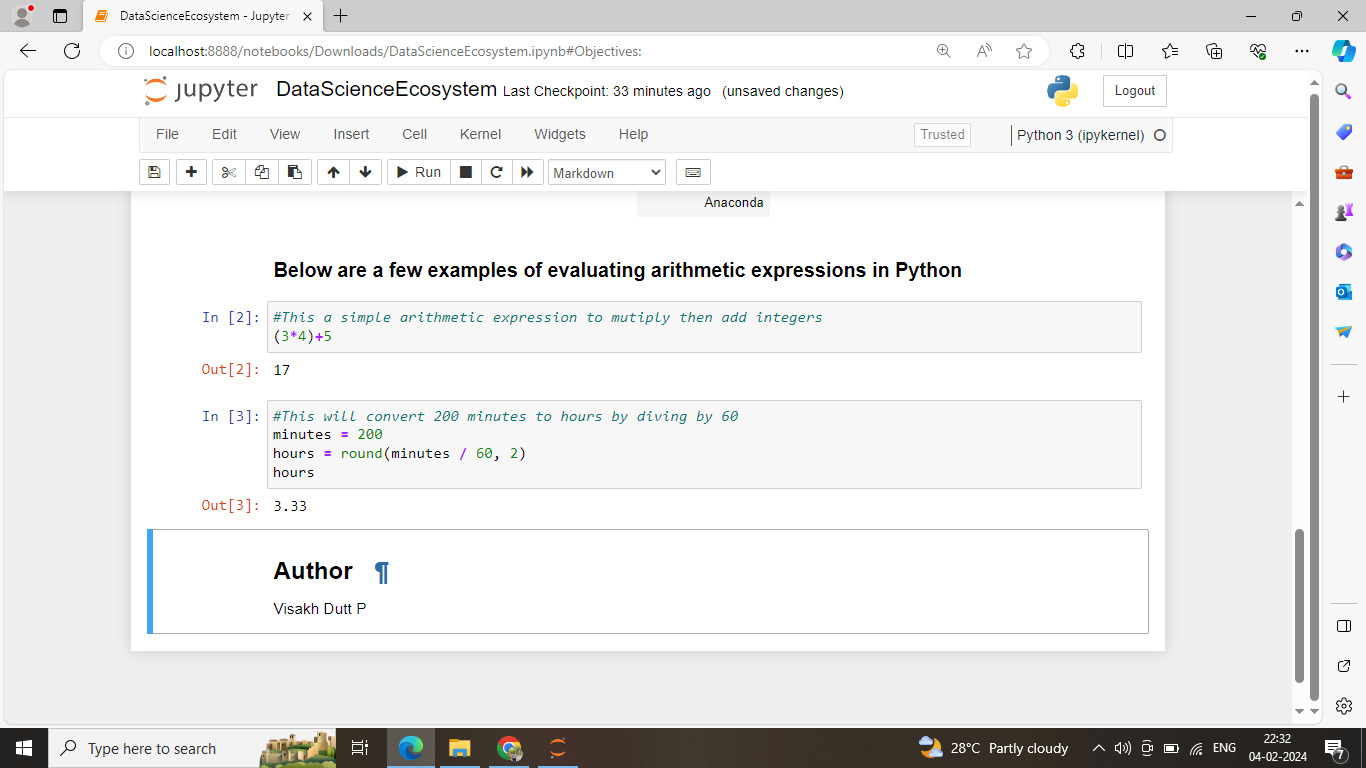 DataScienceEcosystem - Jupyter
localhost:8888/notebooks/Downloads/DataScienceEcosystem.ipynb#Objectives:
jupyter DataScienceEcosystem Last Checkpoint: 33 minutes ago (unsaved changes)
Logout
File Edit View Insert Cell Kernel Widgets Help
Trusted
Python 3 (ipykernel)
Run
Markdown
Anaconda
Below are a few examples of evaluating arithmetic expressions in Python
In [2]: #This a simple arithmetic expression to mutiply then add integers
(3*4)+5
Out[2]: 17
In [3]: #This will convert 200 minutes to hours by diving by 60
minutes = 200
hours = round(minutes / 60, 2)
hours
Out[3]: 3.33
Author ¶
Visakh Dutt P
Type here to search
28°C Partly cloudy
ENG
22:32
04-02-2024
7